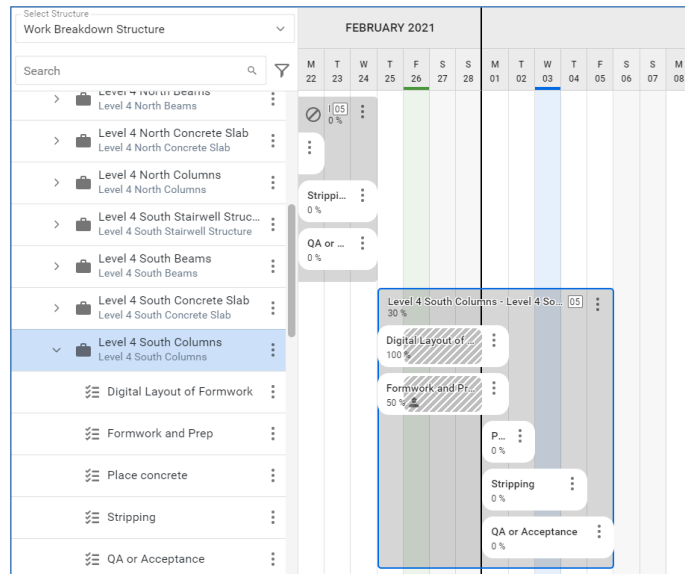 Select Structure
Work Breakdown Structure
Search
FEBRUARY 2021
M T W T F S S M T W T F S S M
22 23 24 25 26 27 28 01 02 03 04 05 06 07 08
Level 4 North Beams
Level 4 North Beams
Level 4 North Concrete Slab
Level 4 North Concrete Slab
Level 4 North Columns
Level 4 North Columns
Level 4 South Stairwell Struc...
Level 4 South Stairwell Structure
Level 4 South Beams
Level 4 South Beams
Level 4 South Concrete Slab
Level 4 South Concrete Slab
Level 4 South Columns
Level 4 South Columns
Digital Layout of Formwork
Formwork and Prep
Place concrete
Stripping
QA or Acceptance
05
0 %
Strippi...
0 %
QA or ...
0 %
Level 4 South Columns - Level 4 So... 05
30 %
Digital Layout of ...
100 %
Formwork and Pr...
50 %
P...
0 %
Stripping
0 %
QA or Acceptance
0 %